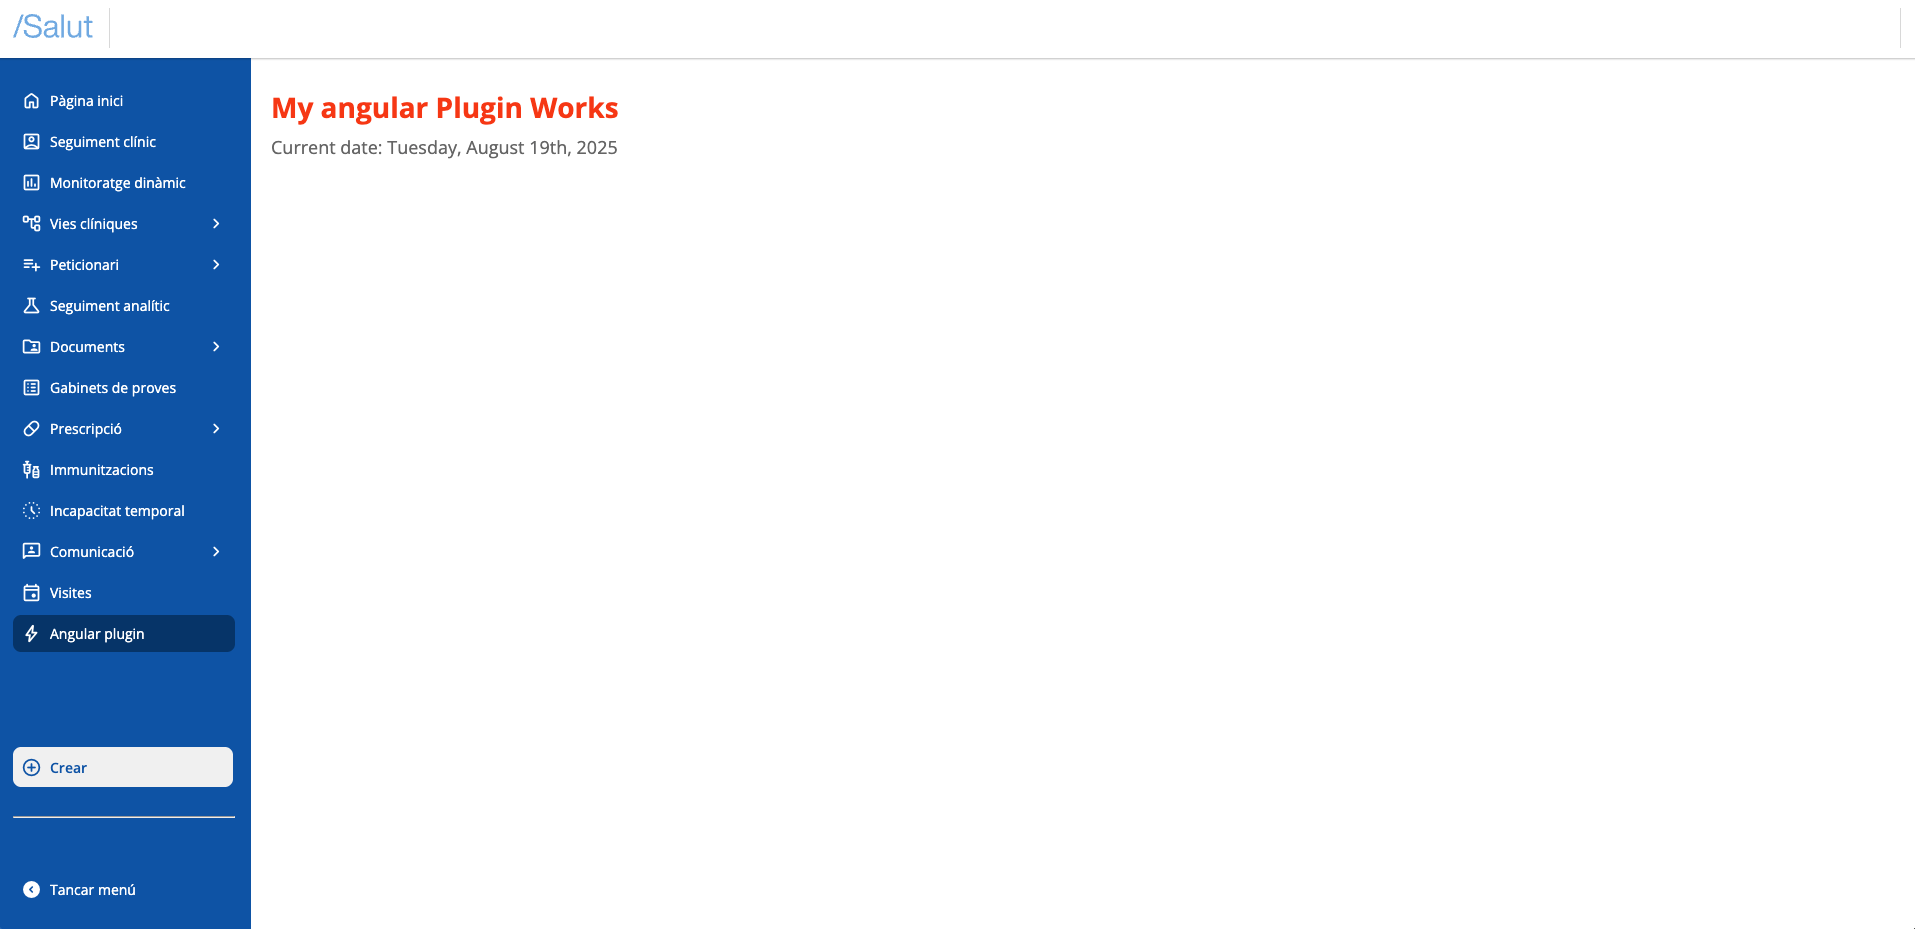 /Salut
Pàgina inici
Seguiment clínic
Monitoratge dinàmic
Vies clíniques
Peticionari
Seguiment analític
Documents
Gabinets de proves
Prescripció
Immunitzacions
Incapacitat temporal
Comunicació
Visites
Angular plugin
Crear
Tancar menú
My angular Plugin Works
Current date: Tuesday, August 19th, 2025